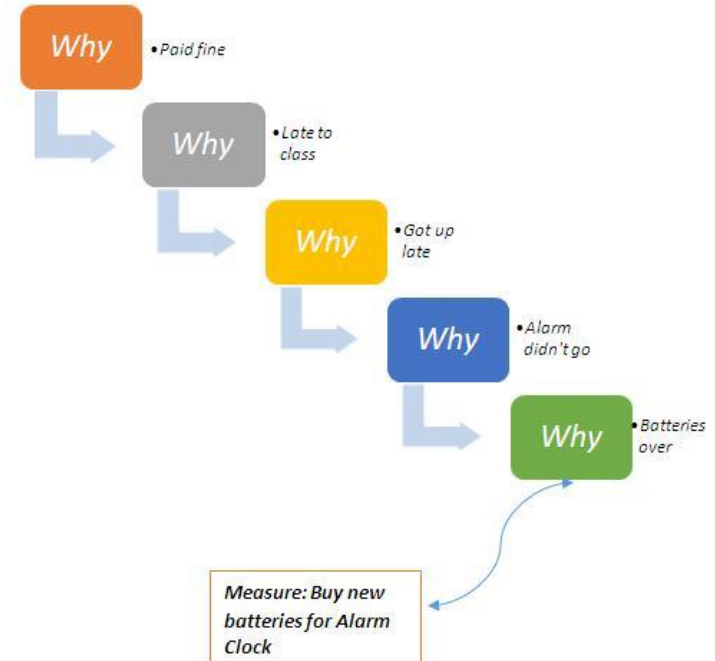 Why
•Paid fine
Why
•Late to
class
Why
•Got up
late
Why
•Alarm
didn't go
Why
•Batteries
over
Measure: Buy new
batteries for Alarm
Clock